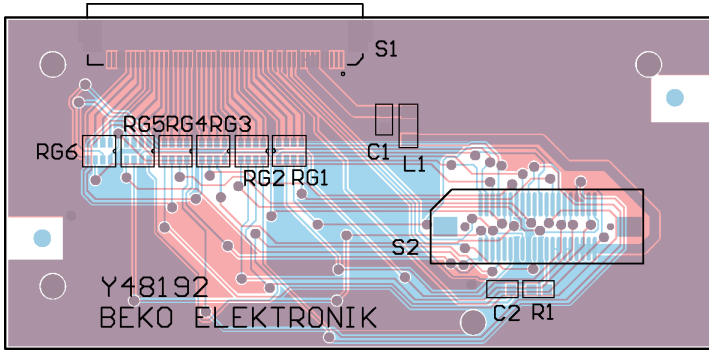 S1
RG5RG4RG3
RG6
C1
L1
RG2 RG1
S2
Y48192
BEKO ELEKTRONIK
C2 R1